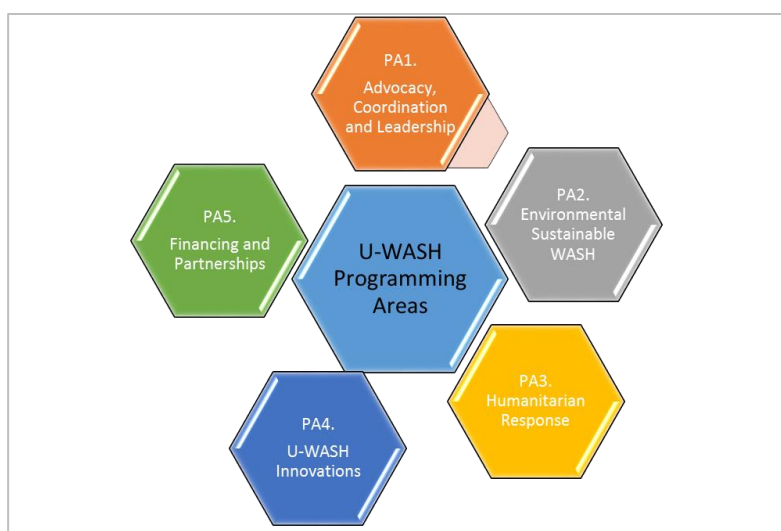 PA1.
Advocacy,
Coordination
and Leadership
PA2.
Environmental
Sustainable
WASH
PA3.
Humanitarian
Response
PA4.
U-WASH
Innovations
PA5.
Financing and
Partnerships
U-WASH
Programming
Areas